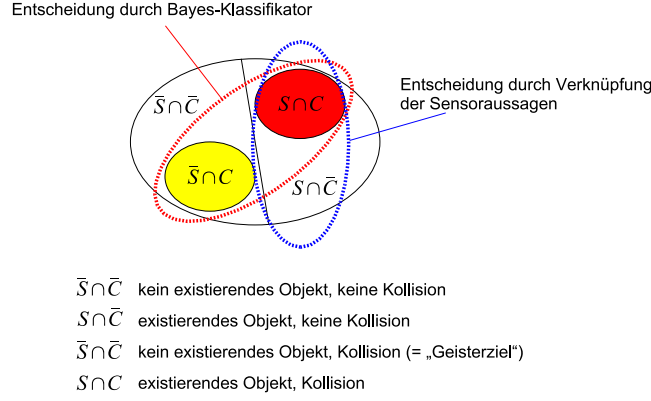 Entscheidung durch Bayes-Klassifikator
Entscheidung durch Verknüpfung
der Sensoraussagen
S̅∩C̅
S∩C
S̅∩C
S∩C̅
S̅∩C̅ kein existierendes Objekt, keine Kollision
S∩C̅ existierendes Objekt, keine Kollision
S̅∩C̅ kein existierendes Objekt, Kollision (= „Geisterziel“)
S∩C existierendes Objekt, Kollision